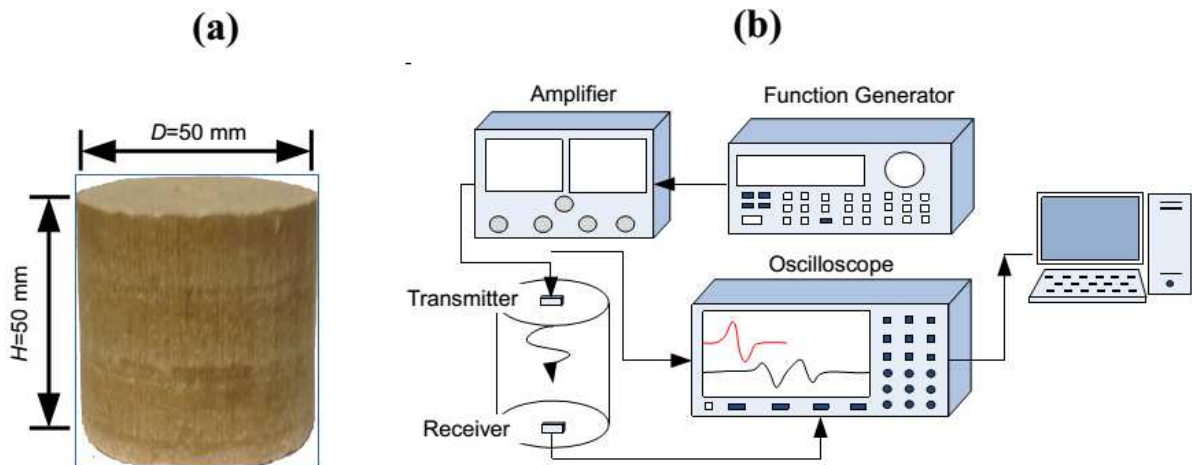 (a)
(b)
D=50 mm
H=50 mm
Amplifier
Function Generator
Oscilloscope
Transmitter
Receiver